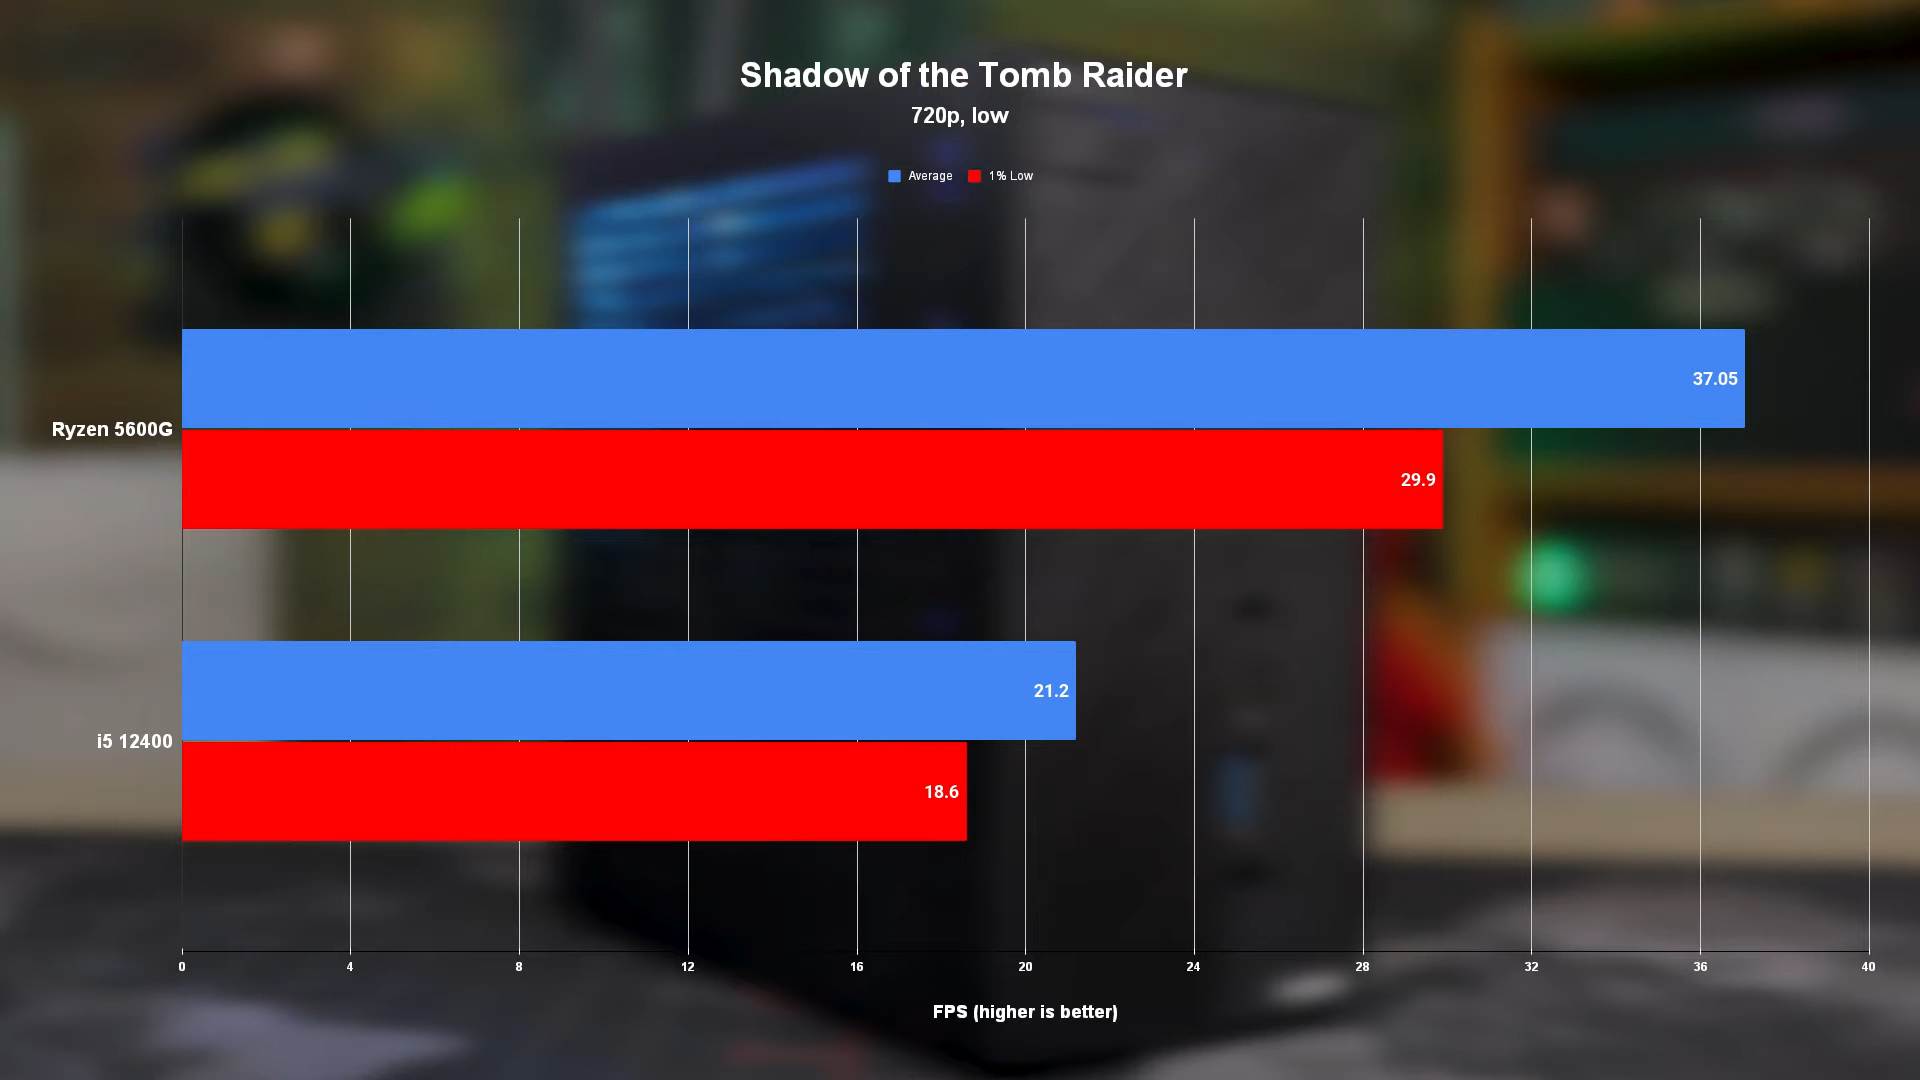 Shadow of the Tomb Raider
720p, low
Average 1% Low
37.05
Ryzen 5600G
29.9
21.2
i5 12400
18.6
0 4 8 12 16 20 24 28 32 36 40
FPS (higher is better)